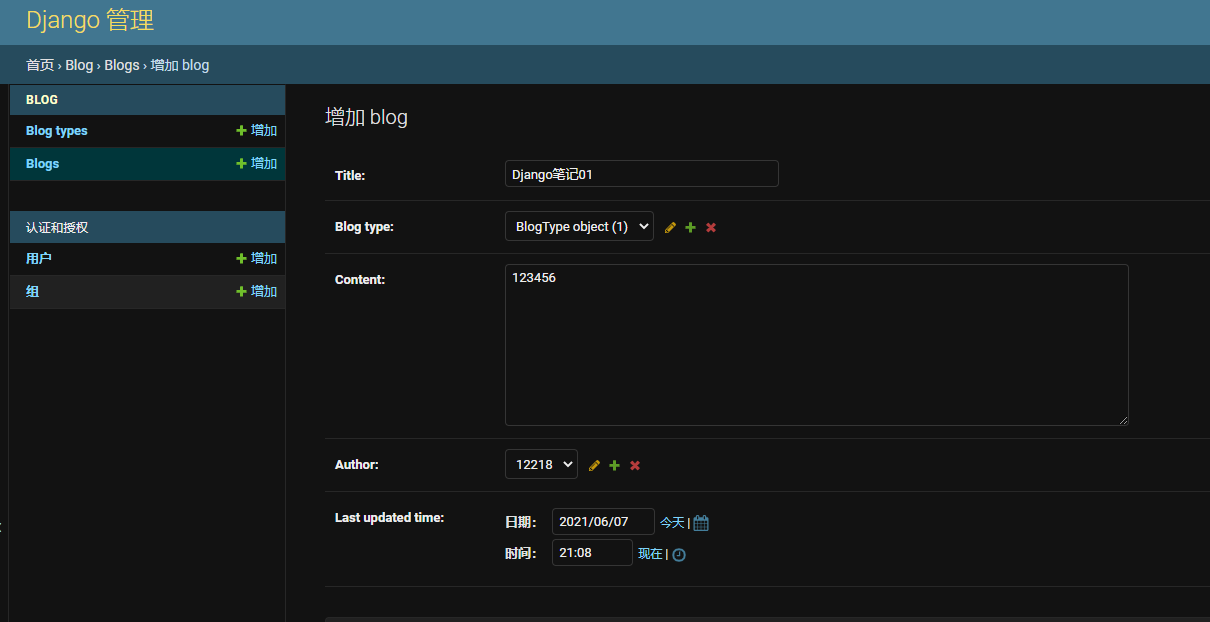 Django 管理
首页 › Blog › Blogs › 增加 blog
BLOG
Blog types 增加
Blogs 增加
认证和授权
用户 增加
组 增加
增加 blog
Title: Django笔记01
Blog type: BlogType object (1)
Content: 123456
Author: 12218
Last updated time: 日期: 2021/06/07 今天 |
时间: 21:08 现在 |